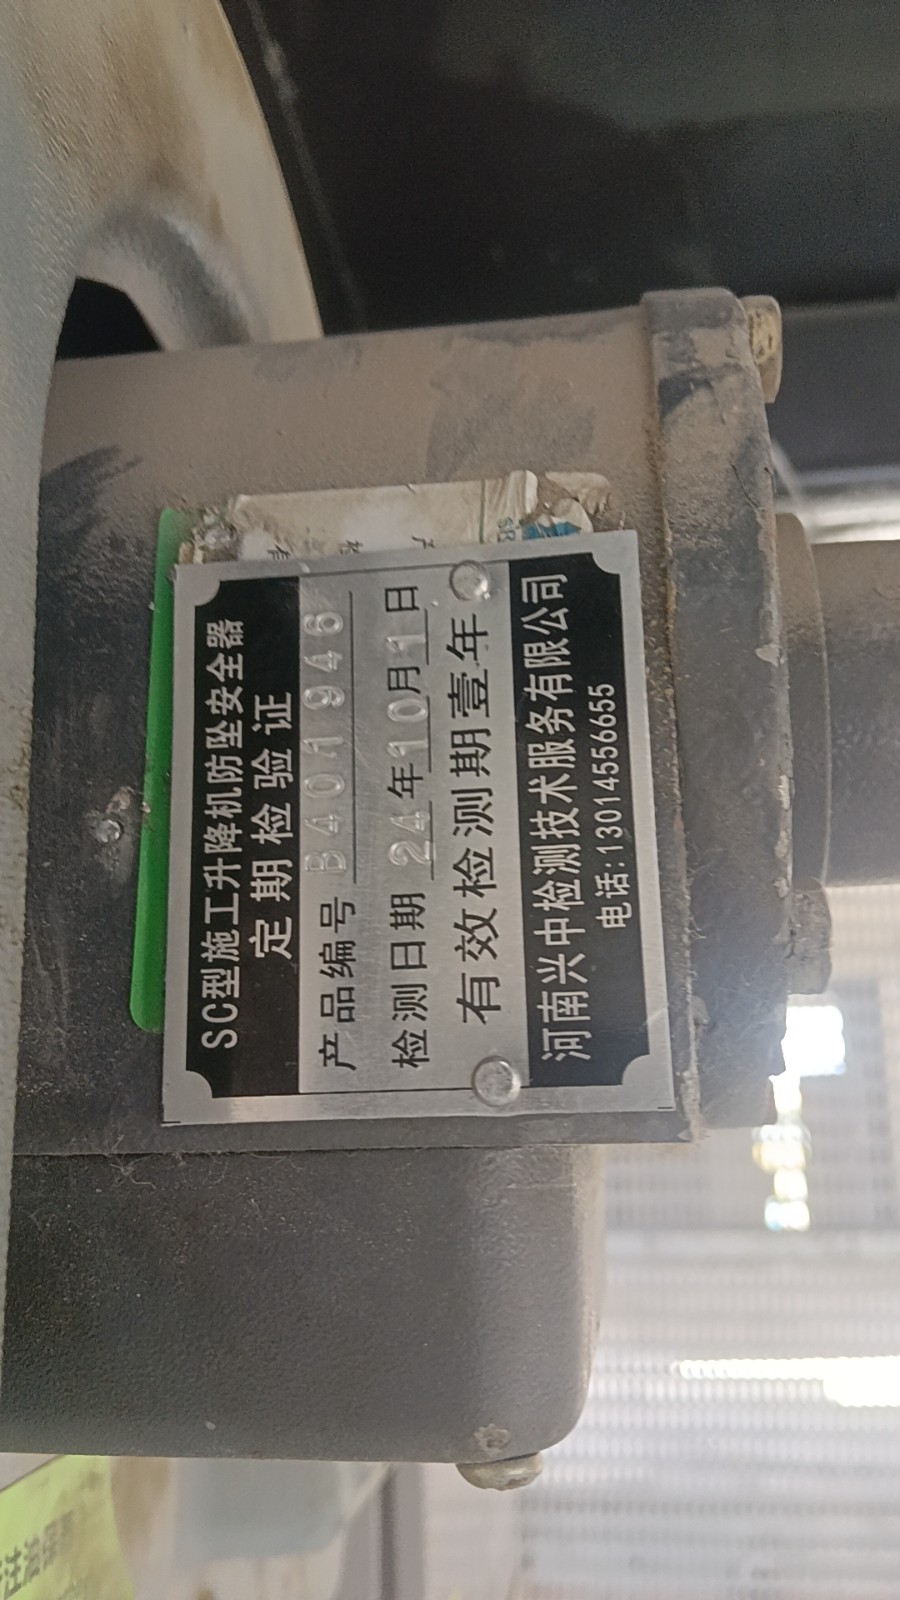 SC型施工升降机防坠安全器
定期检验证
产品编号 B401946
检测日期 24年10月1日
有效检测期壹年
河南兴中检测技术服务有限公司
电话:13014556655